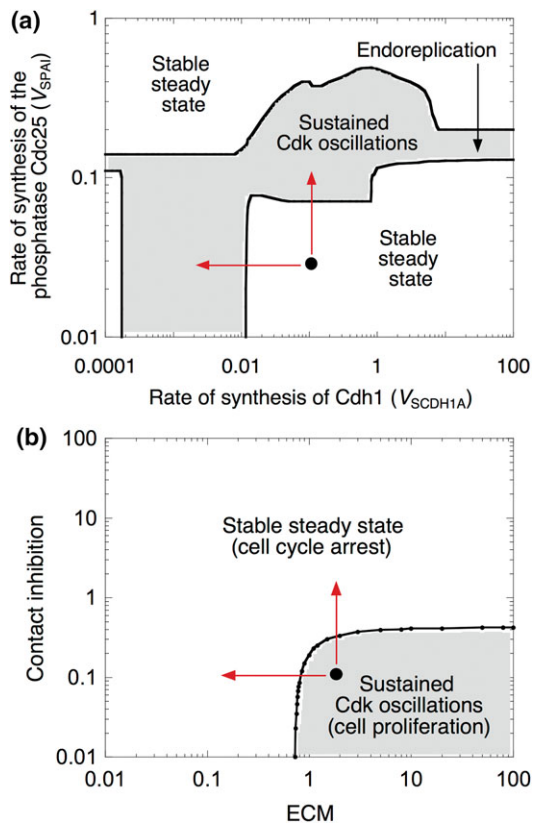 (a)
1
0.1
0.01
Rate of synthesis of the
phosphatase Cdc25 (VSPAI)
Stable
steady
state
Endoreplication
Sustained
Cdk oscillations
Stable
steady
state
0.0001
0.01
1
100
Rate of synthesis of Cdh1 (VSCDH1A)
(b)
100
10
1
0.1
0.01
Contact inhibition
Stable steady state
(cell cycle arrest)
Sustained
Cdk oscillations
(cell proliferation)
0.01
0.1
1
10
100
ECM